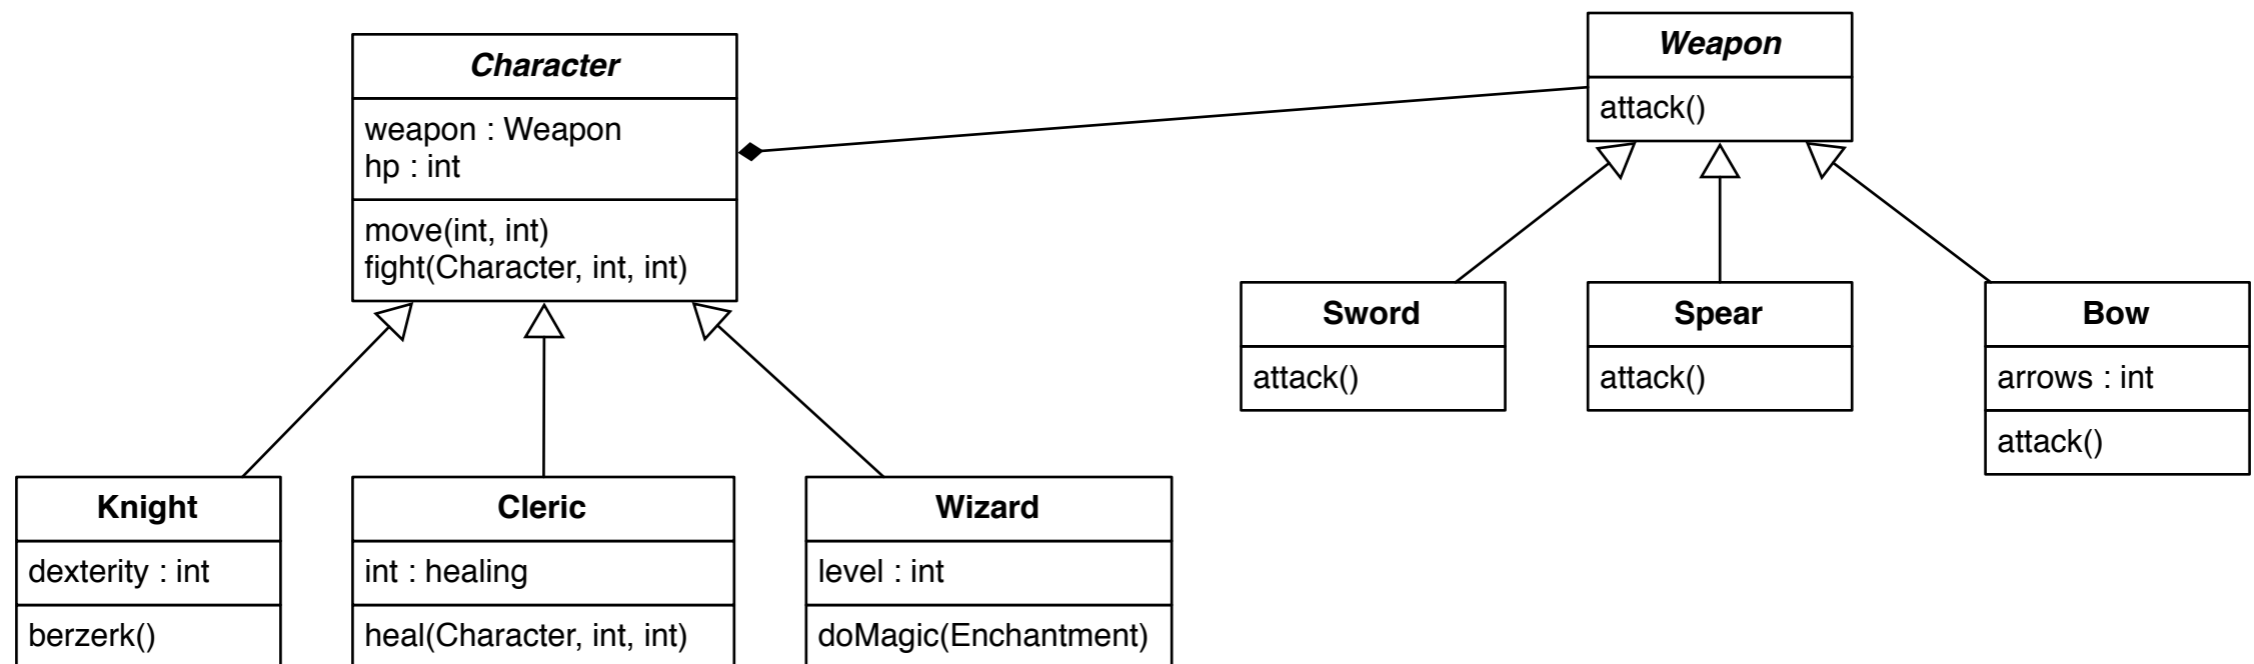 Character
weapon : Weapon
hp : int
move(int, int)
fight(Character, int, int)
Weapon
attack()
Sword
attack()
Spear
attack()
Bow
arrows : int
attack()
Knight
dexterity : int
berzerk()
Cleric
int : healing
heal(Character, int, int)
Wizard
level : int
doMagic(Enchantment)